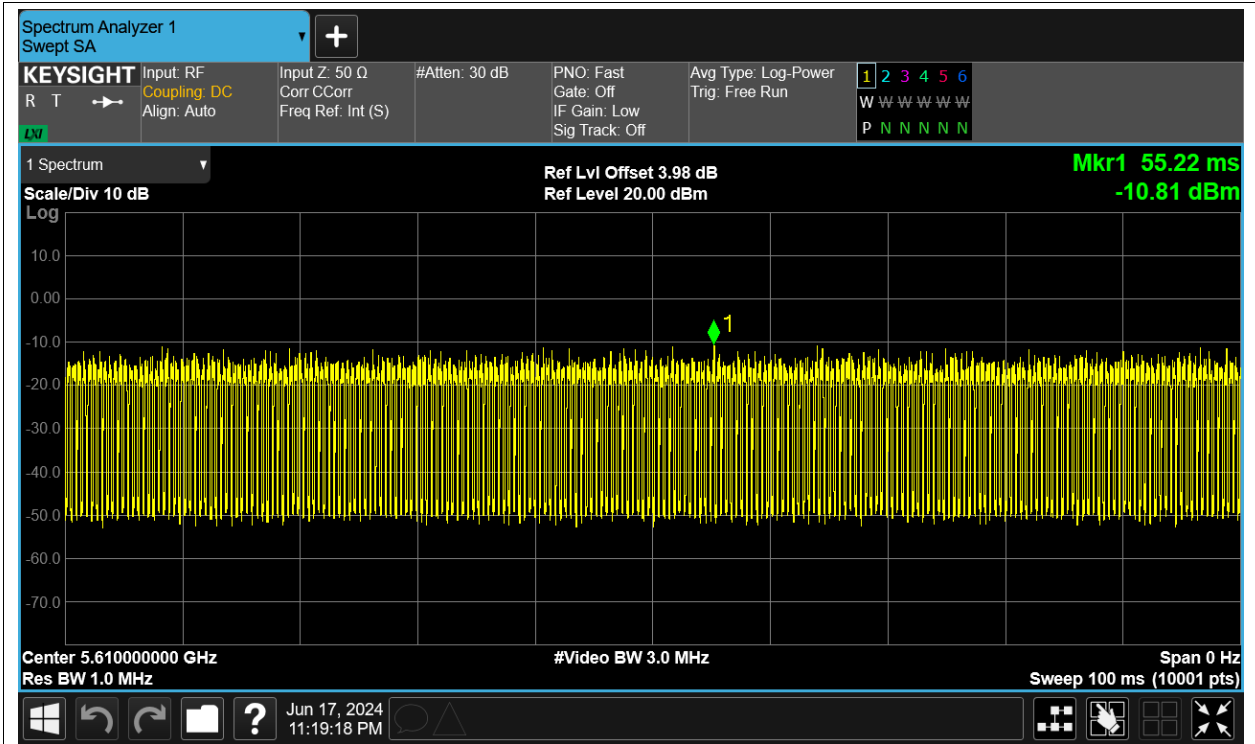 Spectrum Analyzer 1
Swept SA
+
KEYSIGHT
R T
LXI
Input: RF
Coupling: DC
Align: Auto
Input Z: 50 Ω
Corr CCorr
Freq Ref: Int (S)
#Atten: 30 dB
PNO: Fast
Gate: Off
IF Gain: Low
Sig Track: Off
Avg Type: Log-Power
Trig: Free Run
1 2 3 4 5 6
W W W W W W
P N N N N N
1 Spectrum
Scale/Div 10 dB
Ref Lvl Offset 3.98 dB
Ref Level 20.00 dBm
Mkr1 55.22 ms
-10.81 dBm
Log
10.0
0.00
-10.0
-20.0
-30.0
-40.0
-50.0
-60.0
-70.0
1
Center 5.610000000 GHz
Res BW 1.0 MHz
#Video BW 3.0 MHz
Span 0 Hz
Sweep 100 ms (10001 pts)
?
Jun 17, 2024
11:19:18 PM